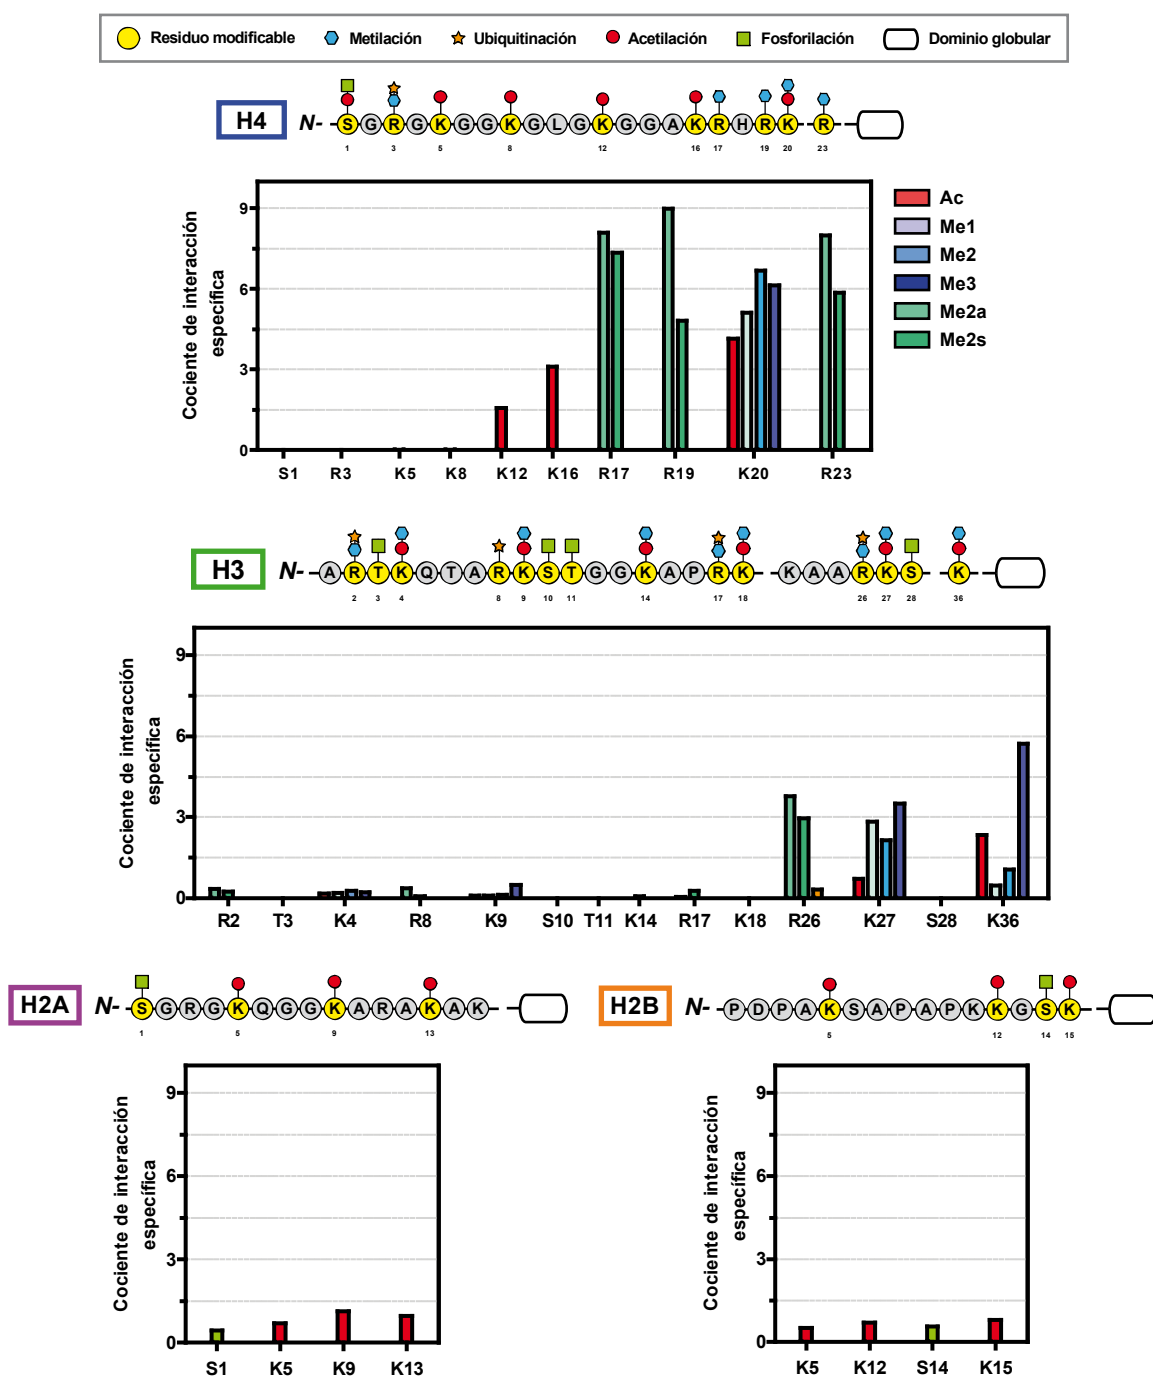 Residuo modificable Metilación Ubiquitinación Acetilación Fosforilación Dominio globular
H4 N- S G R G K G G K G L G K G G A K R H R K R
1 3 5 8 12 16 17 19 20 23
Cociente de interacción
específica
9
6
3
0
S1 R3 K5 K8 K12 K16 R17 R19 K20 R23
Ac
Me1
Me2
Me3
Me2a
Me2s
H3 N- A R T K Q T A R K S T G G K A P R K K A A R K S K
2 3 4 8 9 10 11 14 17 18 26 27 28 36
Cociente de interacción
específica
9
6
3
0
R2 T3 K4 R8 K9 S10 T11 K14 R17 K18 R26 K27 S28 K36
H2A N- S G R G K Q G G K A R A K A K
1 5 9 13
Cociente de interacción
específica
9
6
3
0
S1 K5 K9 K13
H2B N- P D P A K S A P A P K K G S K
5 12 14 15
Cociente de interacción
específica
9
6
3
0
K5 K12 S14 K15